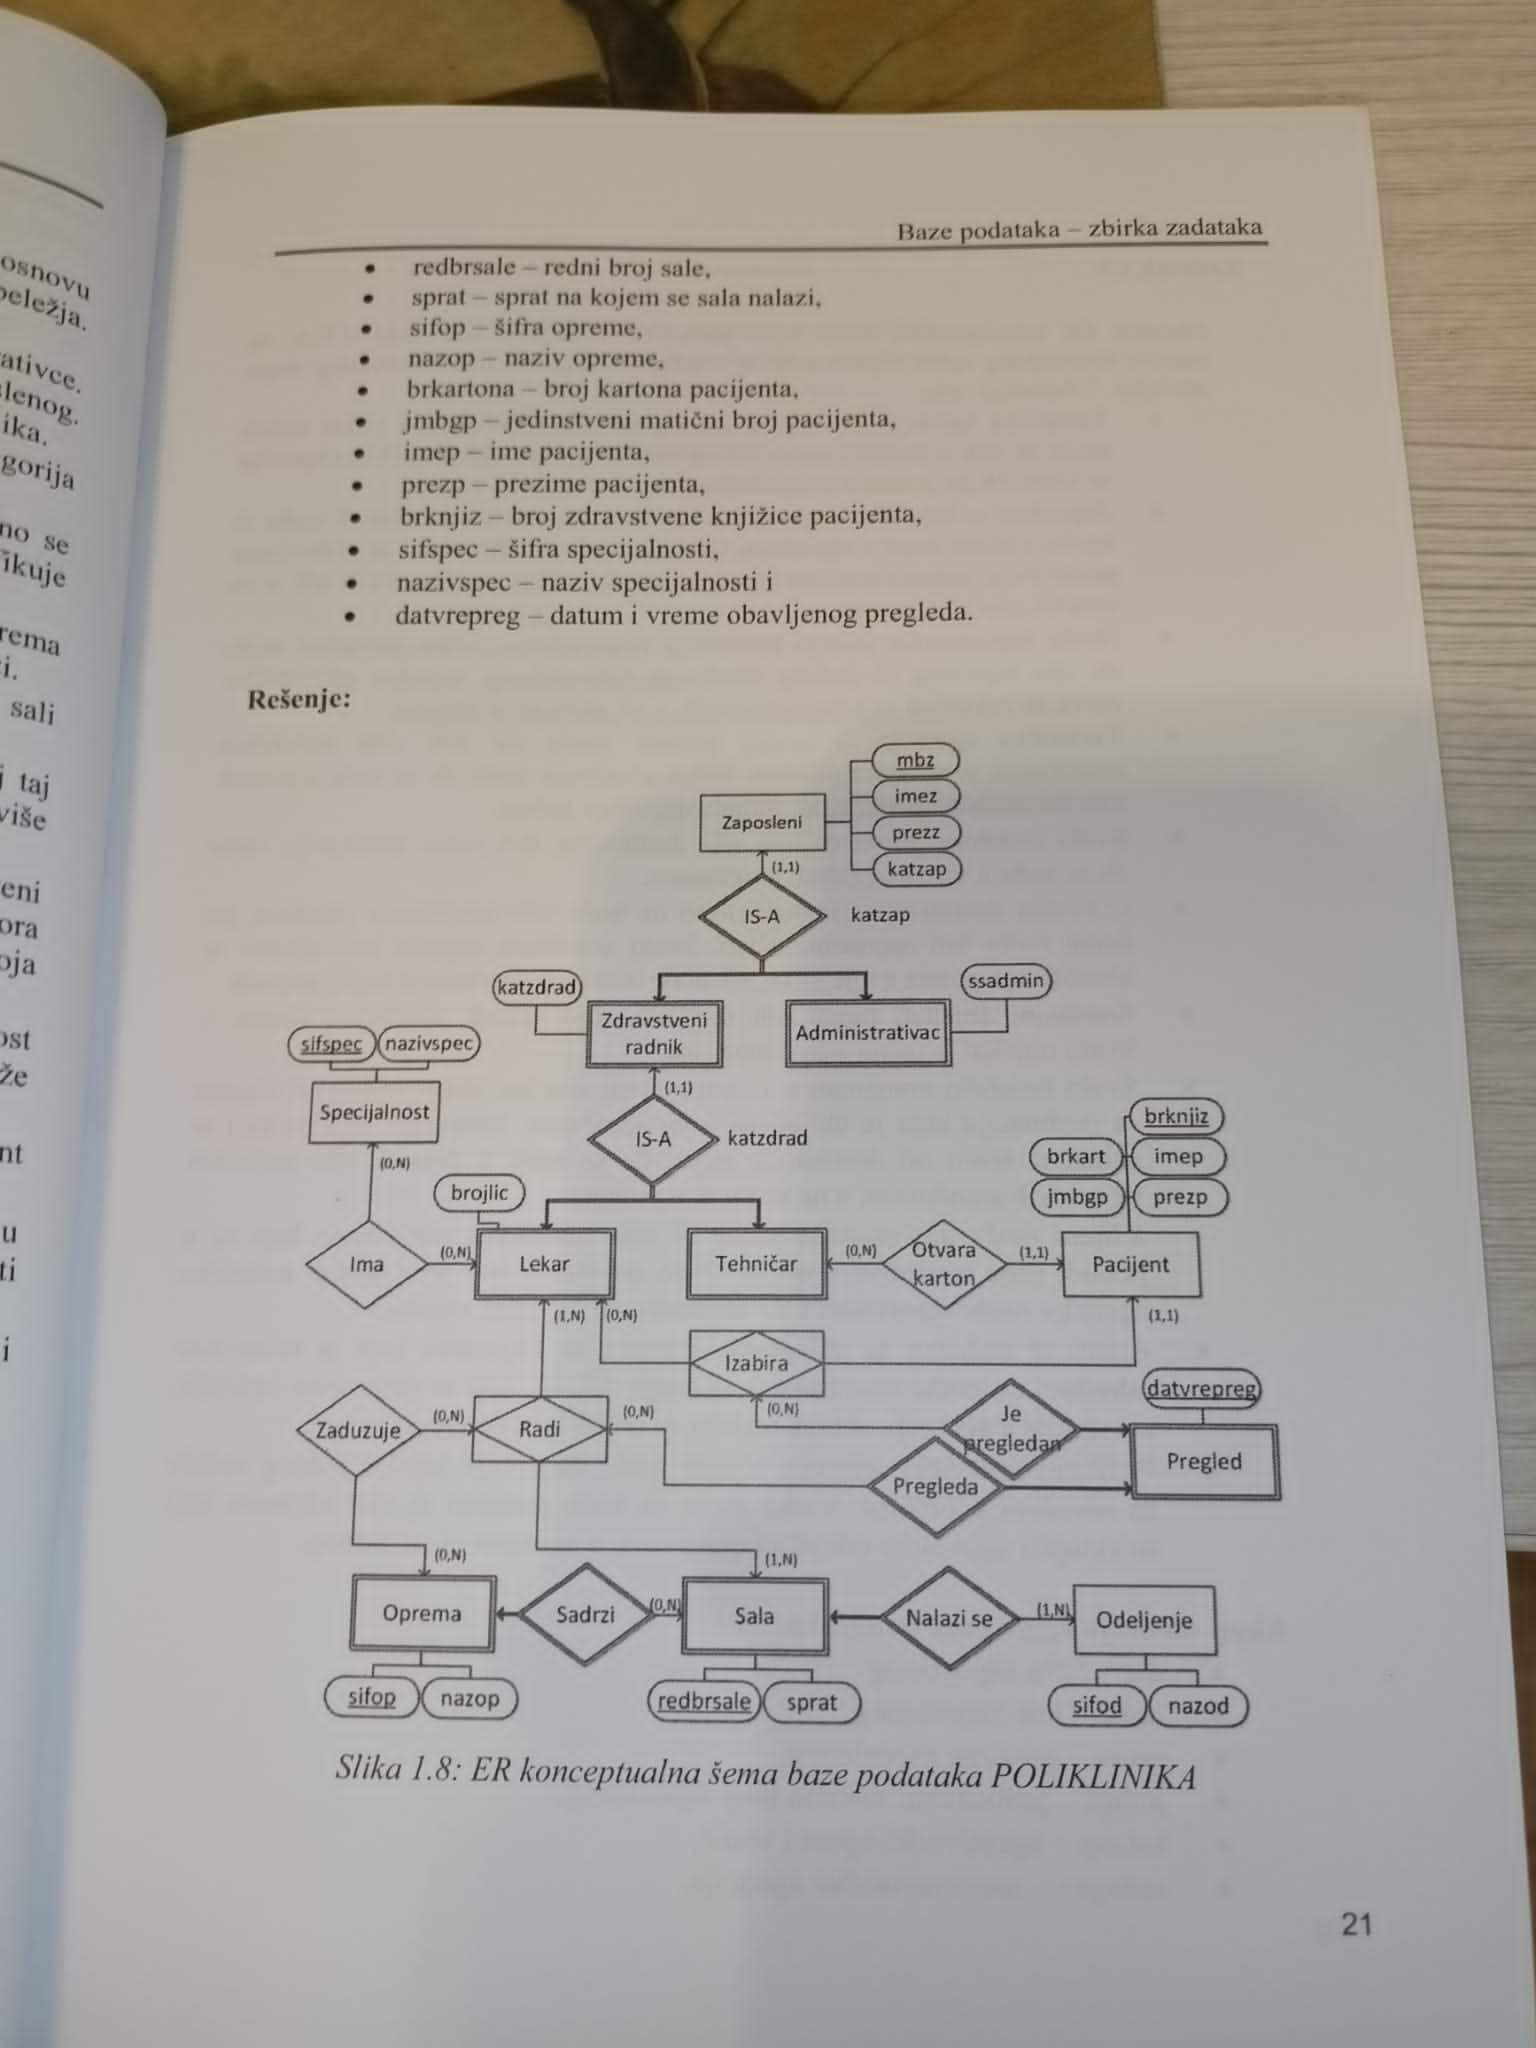 osnovu
beležja.
ativce.
slenog.
ika.
gorija
no se
ikuje
rema
i.
sali
j taj
više
eni
ora
oja
ost
že
nt
u
ti
i
Baze podataka – zbirka zadataka
• redbrsale – redni broj sale,
• sprat – sprat na kojem se sala nalazi,
• sifop – šifra opreme,
• nazop – naziv opreme,
• brkartona – broj kartona pacijenta,
• jmbgp – jedinstveni matični broj pacijenta,
• imep – ime pacijenta,
• prezp – prezime pacijenta,
• brknjiz – broj zdravstvene knjižice pacijenta,
• sifspec – šifra specijalnosti,
• nazivspec – naziv specijalnosti i
• datvrepreg – datum i vreme obavljenog pregleda.
Rešenje:
mbz
Zaposleni
imez
prezz
katzap
(1,1)
IS-A
katzap
katzdrad
ssadmin
Zdravstveni
radnik
Administrativac
sifspec
nazivspec
Specijalnost
(1,1)
IS-A
katzdrad
brknjiz
brkart
imep
jmbgp
prezp
(0,N)
brojlic
Ima
(0,N)
Lekar
Tehničar
(0,N)
Otvara
karton
(1,1)
Pacijent
(1,N)
(0,N)
(1,1)
Izabira
datvrepreg
Zaduzuje
(0,N)
Radi
(0,N)
(0,N)
Je
pregledan
Pregleda
Pregled
(0,N)
(1,N)
Oprema
Sadrzi
(0,N)
Sala
Nalazi se
(1,N)
Odeljenje
sifop
nazop
redbrsale
sprat
sifod
nazod
Slika 1.8: ER konceptualna šema baze podataka POLIKLINIKA
21